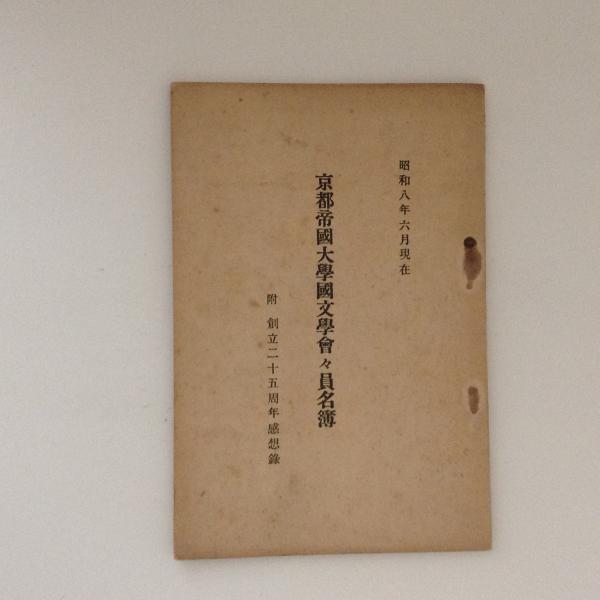 昭和八年六月現在
京都帝國大學國文學會々員名簿
附 創立二十五周年感想錄